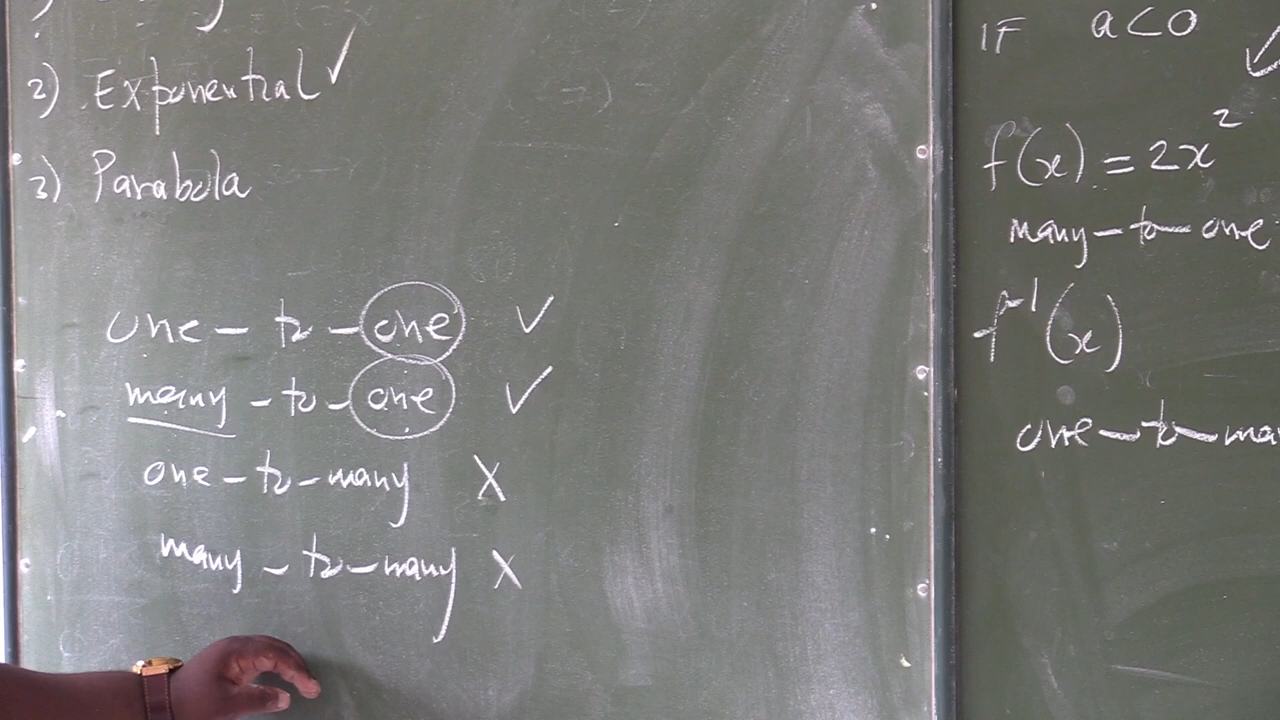 2) Exponential ✓
3) Parabola
one-to-one ✓
many-to-one ✓
one-to-many X
many-to-many X
IF a<0 ✓
f(x) = 2x²
many-to-one
f⁻¹(x)
one-to-ma